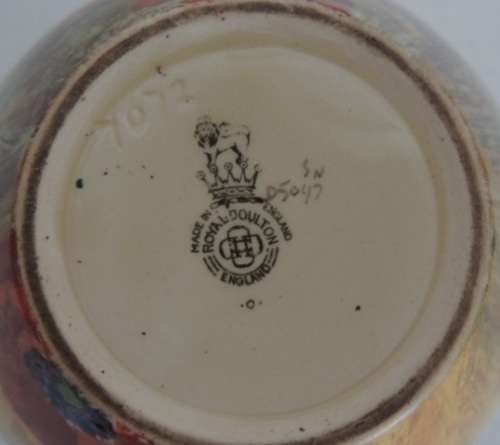 7072
SN
D5047
MADE IN ENGLAND
ROYAL DOULTON
ENGLAND